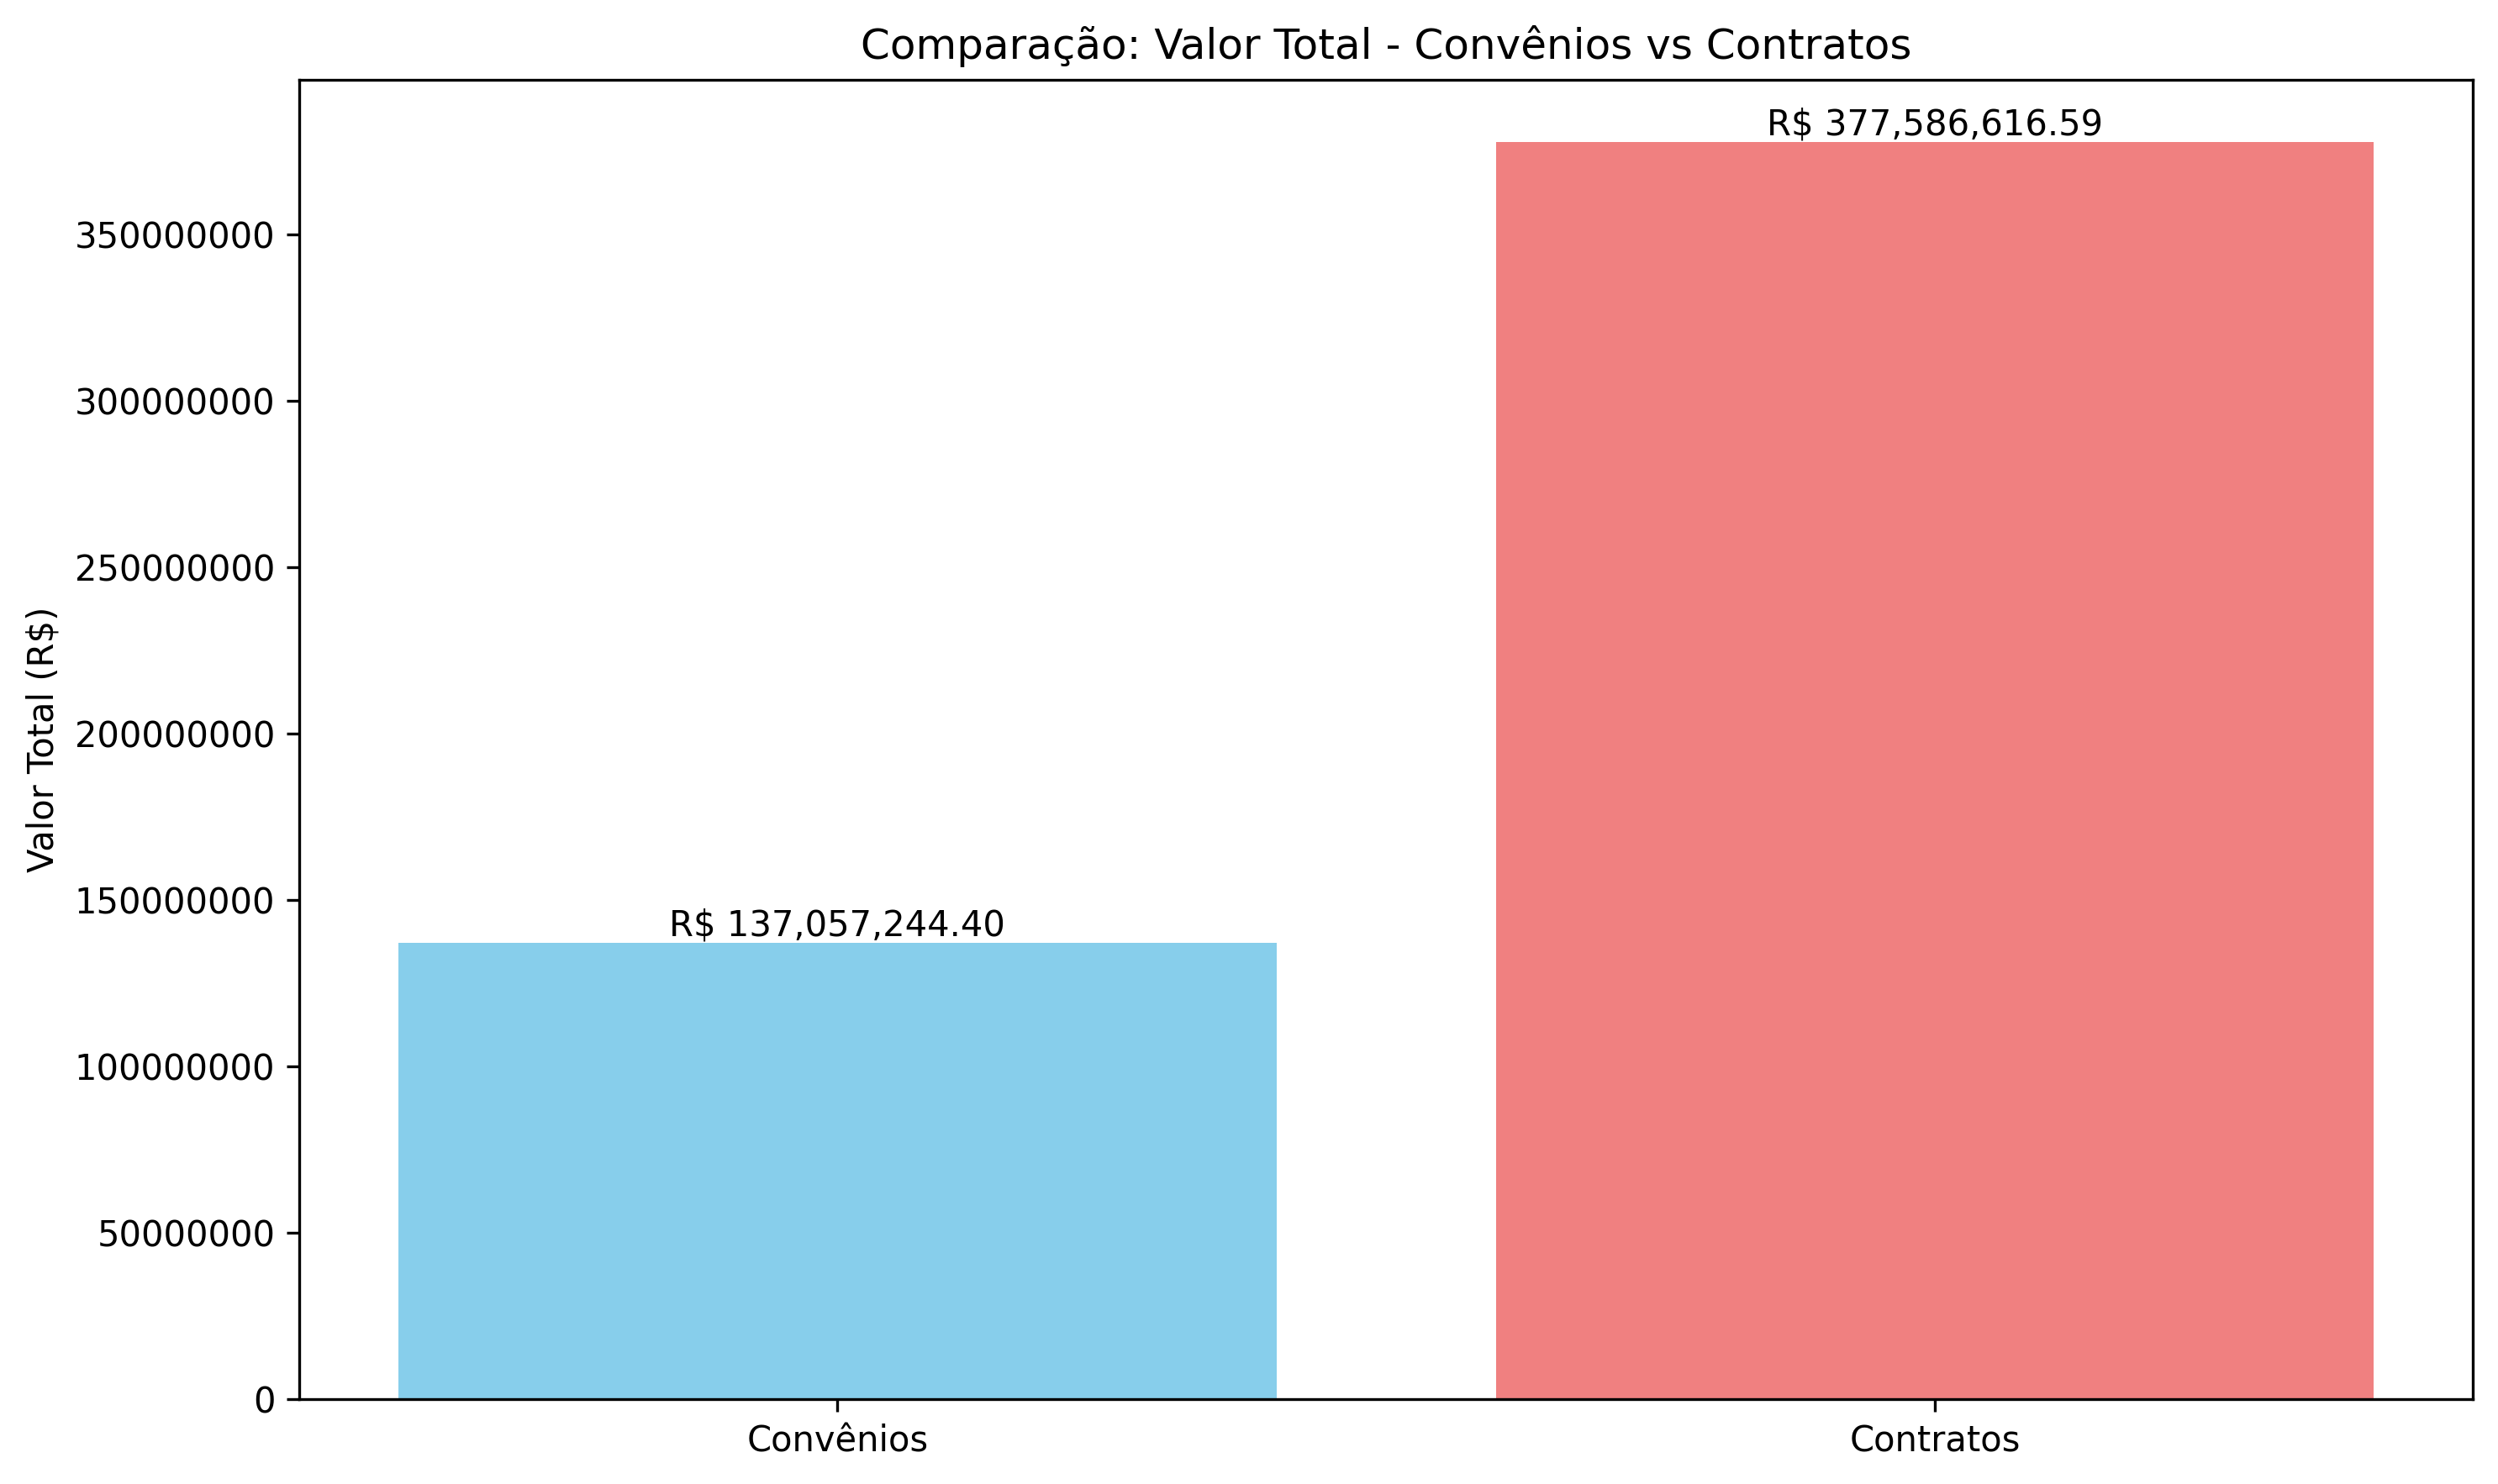 Comparação: Valor Total - Convênios vs Contratos
Valor Total (R$)
350000000
300000000
250000000
200000000
150000000
100000000
50000000
0
R$ 137,057,244.40
R$ 377,586,616.59
Convênios
Contratos